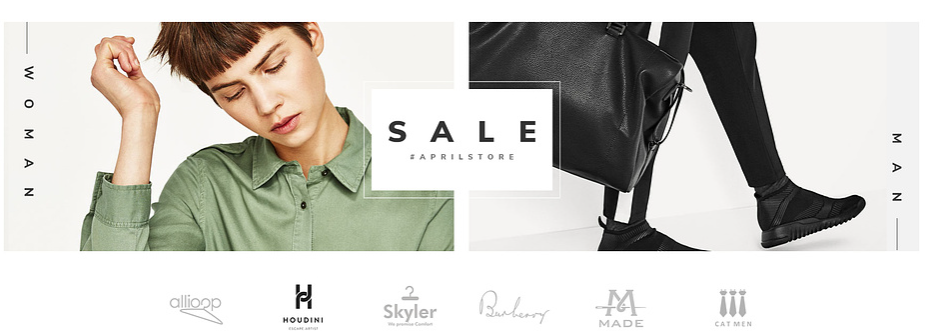 WOMAN
SALE
#APRILSTORE
MAN
allioop
HOUDINI
ESCAPE ARTIST
Skyler
We promise Comfort
Burberry
M
MADE
CAT MEN